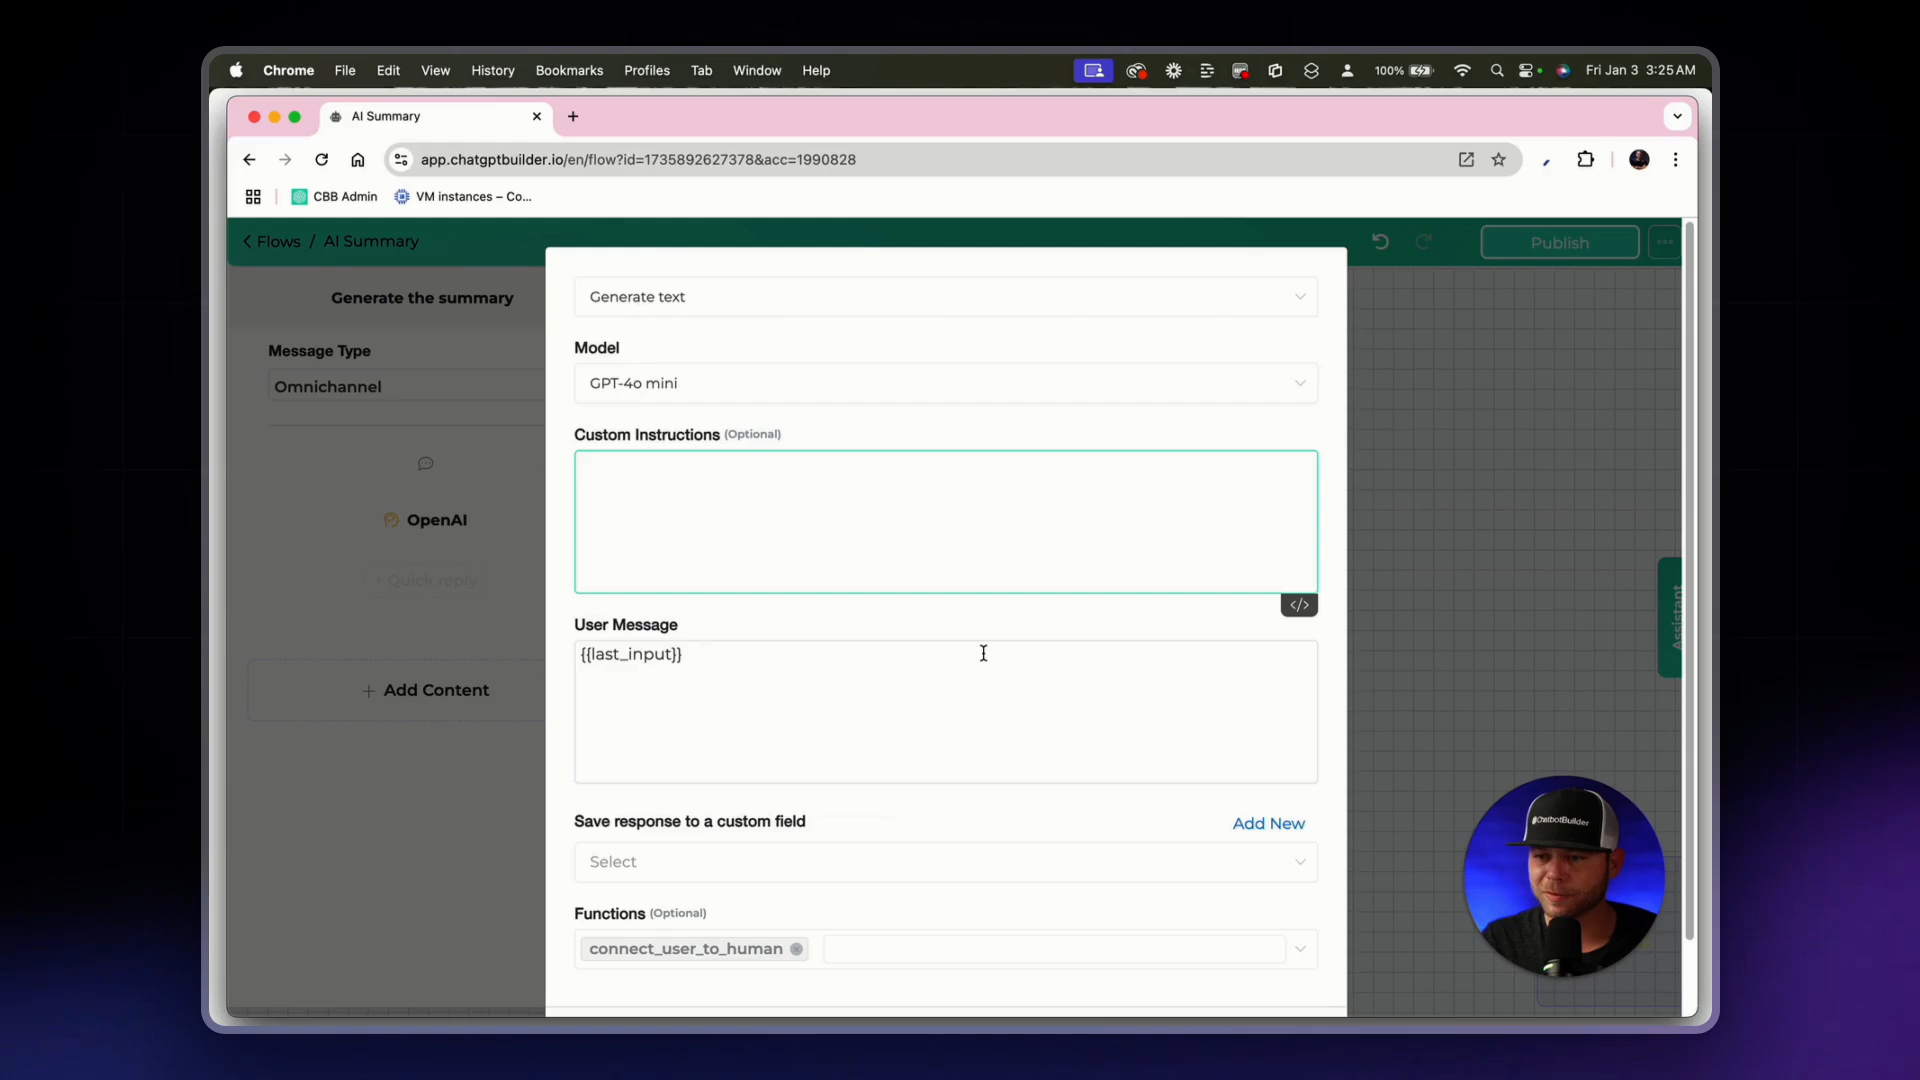 Chrome File Edit View History Bookmarks Profiles Tab Window Help 100% Fri Jan 3 3:25 AM
AI Summary
app.chatgptbuilder.io/en/flow?id=1735892627378&acc=1990828
CBB Admin VM instances – Co...
Flows / AI Summary Publish
Generate the summary
Message Type
Omnichannel
OpenAI
+ Quick reply
+ Add Content
Generate text
Model
GPT-4o mini
Custom Instructions (Optional)
</>
User Message
{{last_input}}
Save response to a custom field Add New
Select
Functions (Optional)
connect_user_to_human
Assistant
ChatbotBuilder